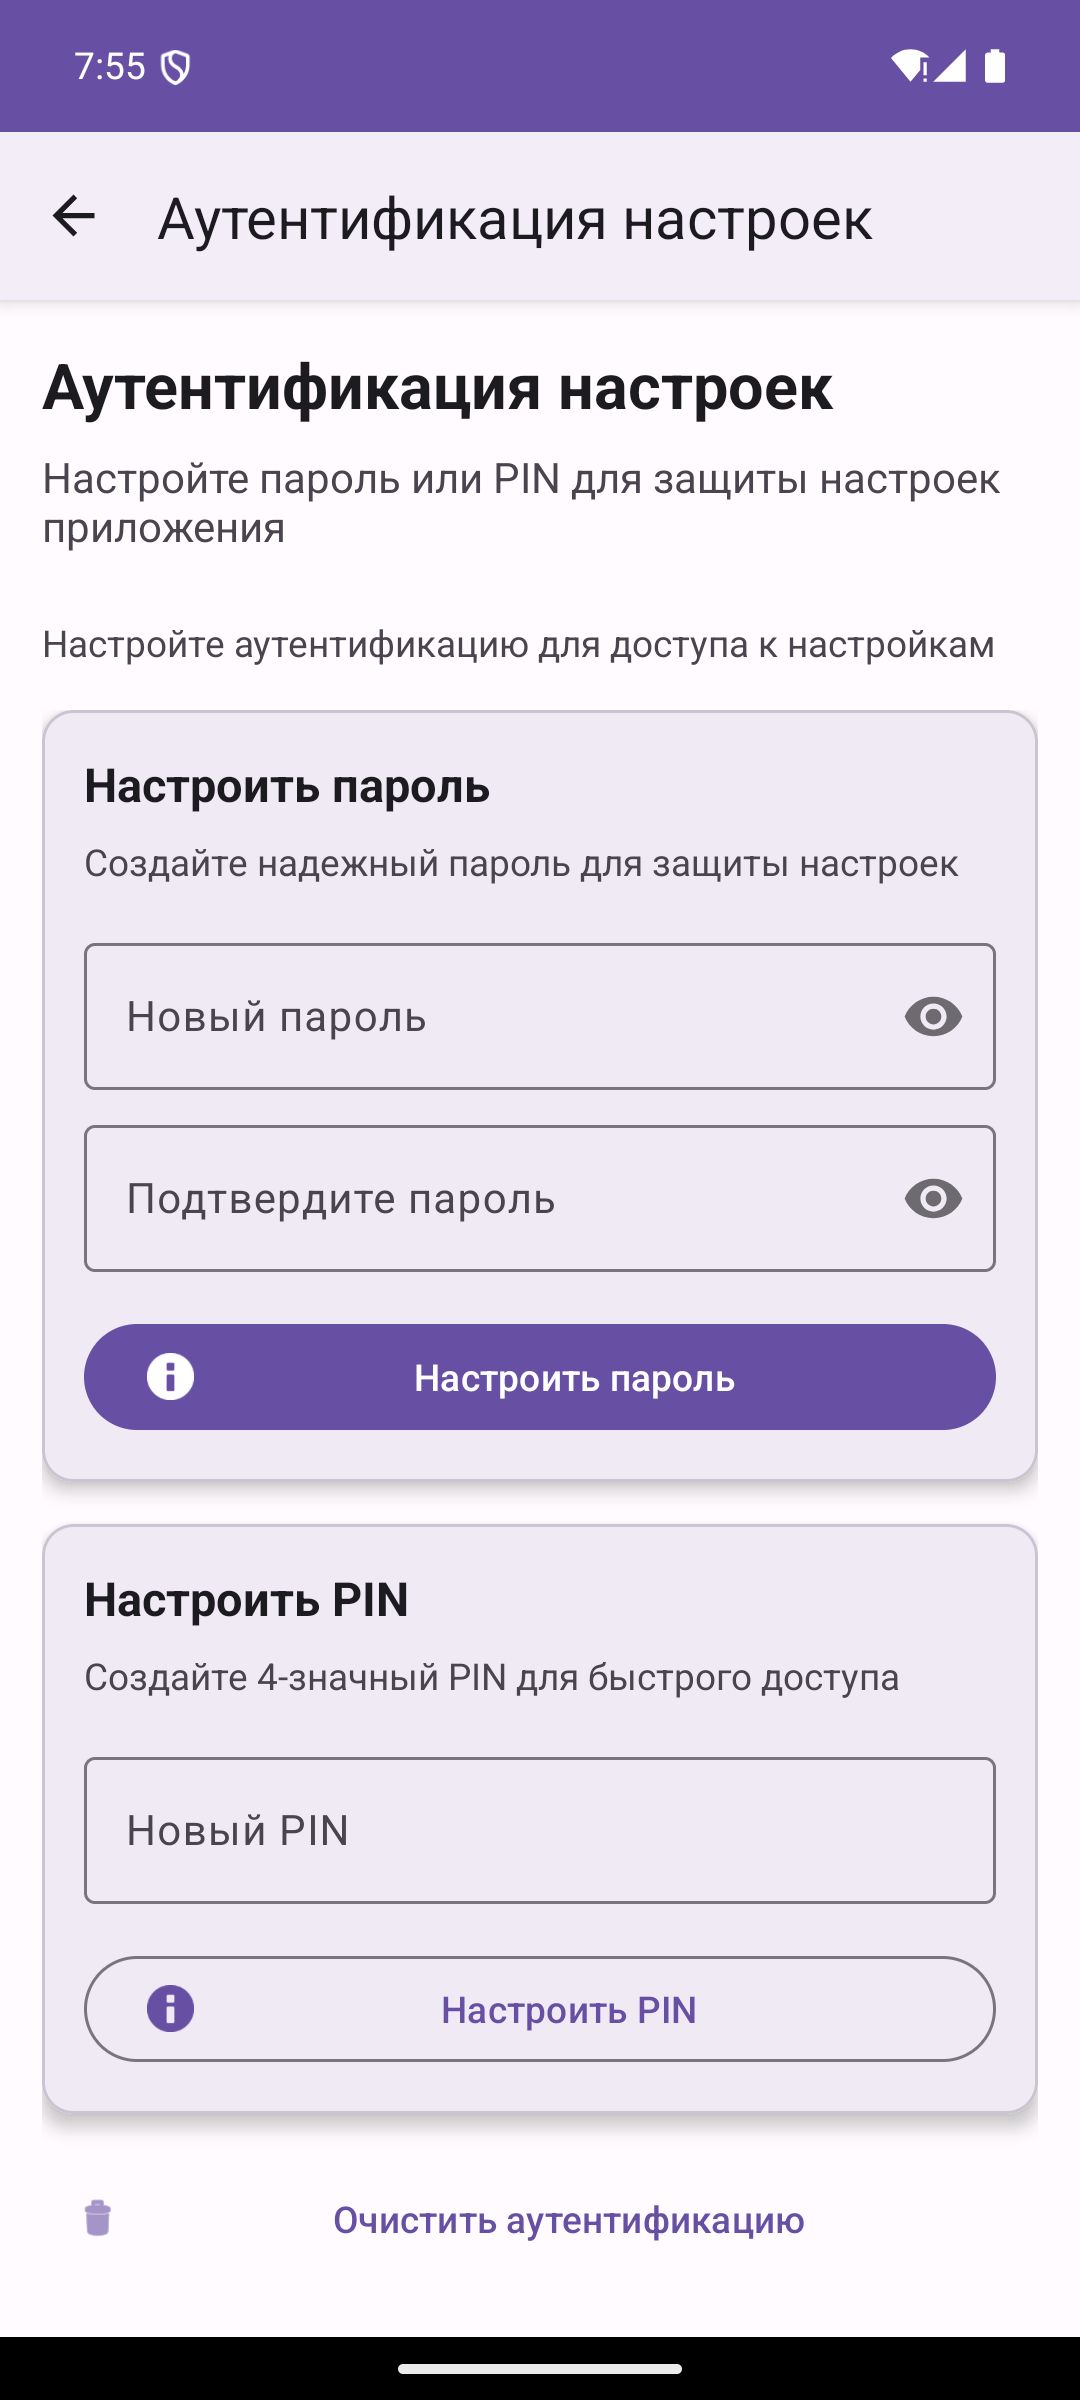 7:55
Аутентификация настроек
Аутентификация настроек
Настройте пароль или PIN для защиты настроек
приложения
Настройте аутентификацию для доступа к настройкам
Настроить пароль
Создайте надежный пароль для защиты настроек
Новый пароль
Подтвердите пароль
Настроить пароль
Настроить PIN
Создайте 4-значный PIN для быстрого доступа
Новый PIN
Настроить PIN
Очистить аутентификацию